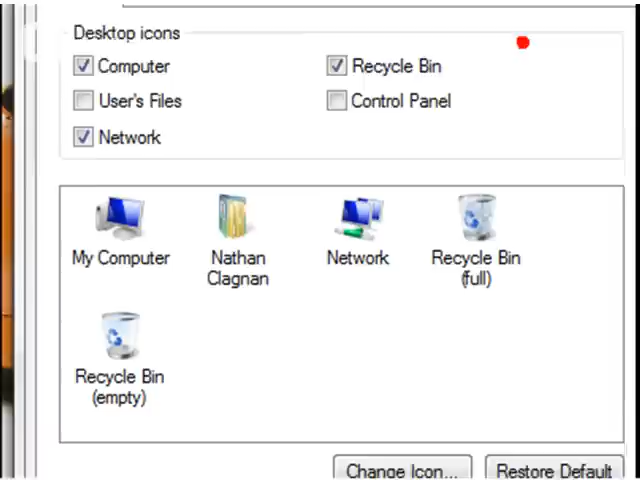 Desktop icons
Computer
Recycle Bin
User's Files
Control Panel
Network
My Computer
Nathan
Clagnan
Network
Recycle Bin
(full)
Recycle Bin
(empty)
Change Icon...
Restore Default